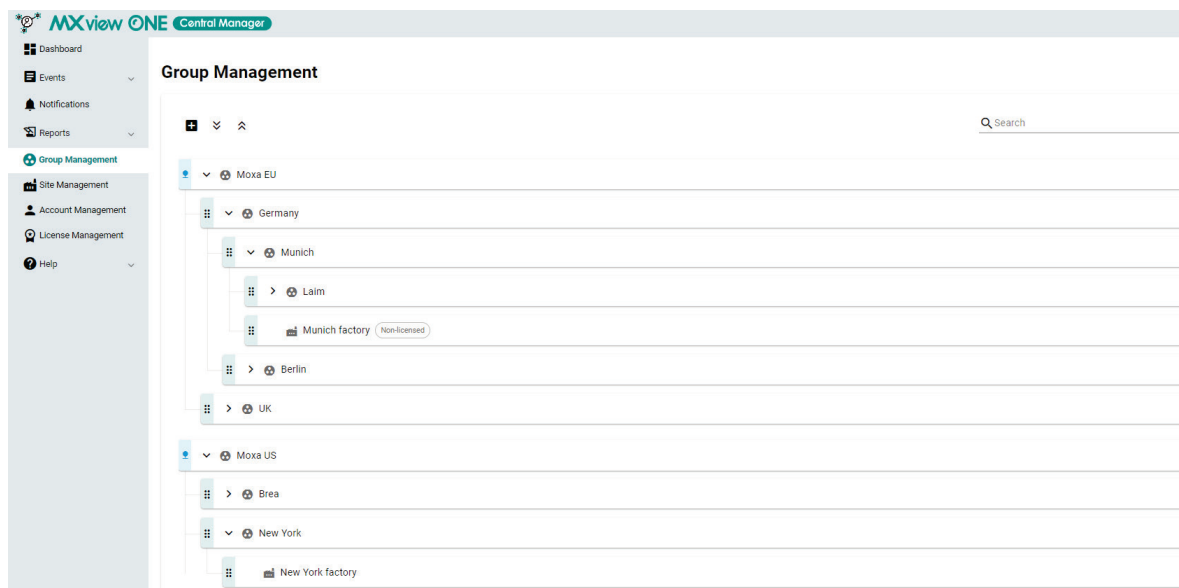 MXview ONE Central Manager
Dashboard
Events
Notifications
Reports
Group Management
Site Management
Account Management
License Management
Help
Group Management
Search
Moxa EU
Germany
Munich
Laim
Munich factory Non-licensed
Berlin
UK
Moxa US
Brea
New York
New York factory